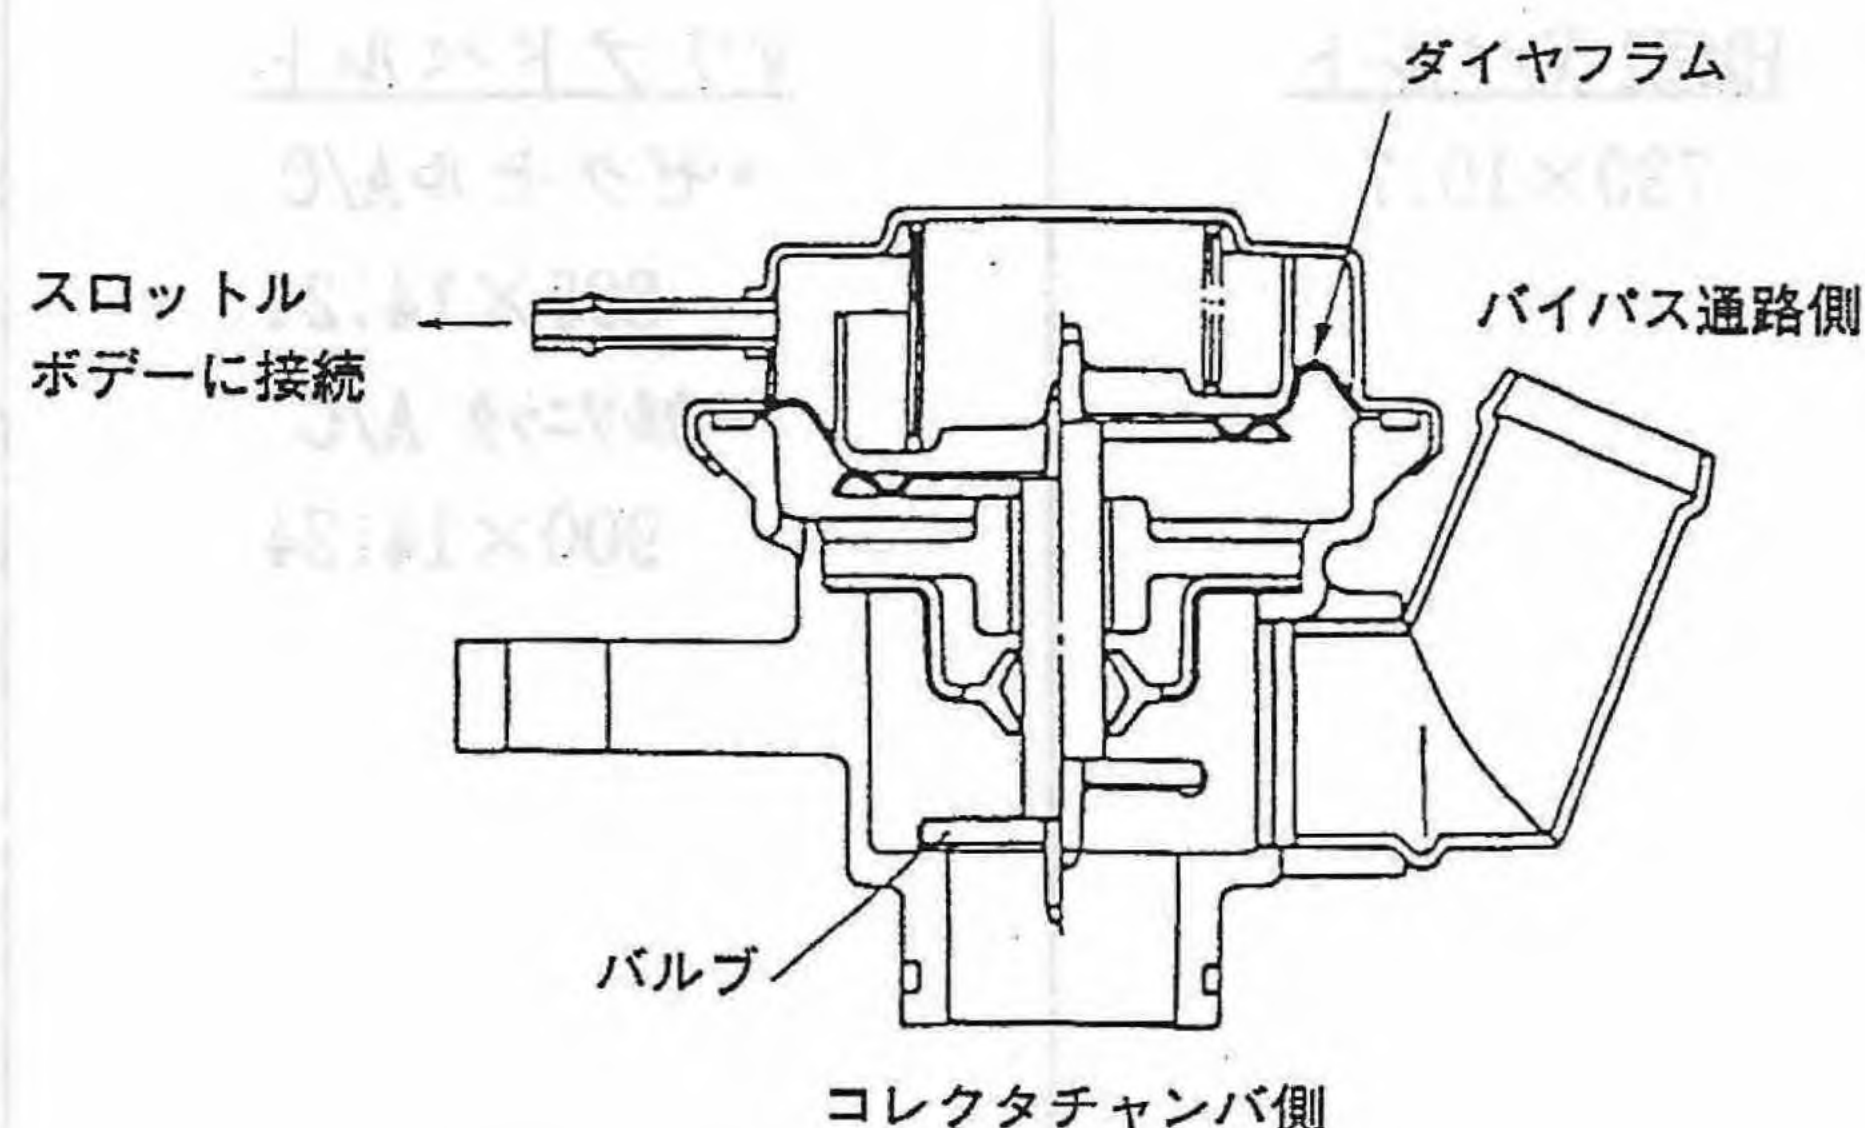 ダイヤフラム
スロットル
ボデーに接続
バイパス通路側
バルブ
コレクタチャンバ側